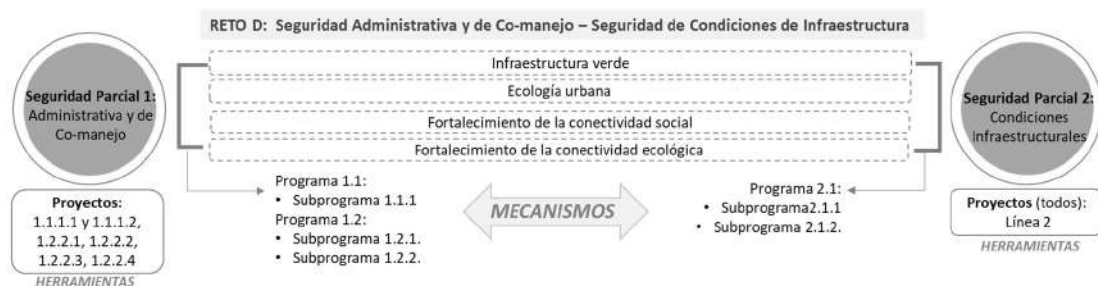 RETO D: Seguridad Administrativa y de Co-manejo – Seguridad de Condiciones de Infraestructura
Seguridad Parcial 1:
Administrativa y de
Co-manejo
Infraestructura verde
Ecología urbana
Fortalecimiento de la conectividad social
Fortalecimiento de la conectividad ecológica
Seguridad Parcial 2:
Condiciones
Infraestructurales
Proyectos:
1.1.1.1 y 1.1.1.2,
1.2.2.1, 1.2.2.2,
1.2.2.3, 1.2.2.4
HERRAMIENTAS
Programa 1.1:
• Subprograma 1.1.1
Programa 1.2:
• Subprograma 1.2.1.
• Subprograma 1.2.2.
MECANISMOS
Programa 2.1:
• Subprograma2.1.1
• Subprograma 2.1.2.
Proyectos (todos):
Línea 2
HERRAMIENTAS